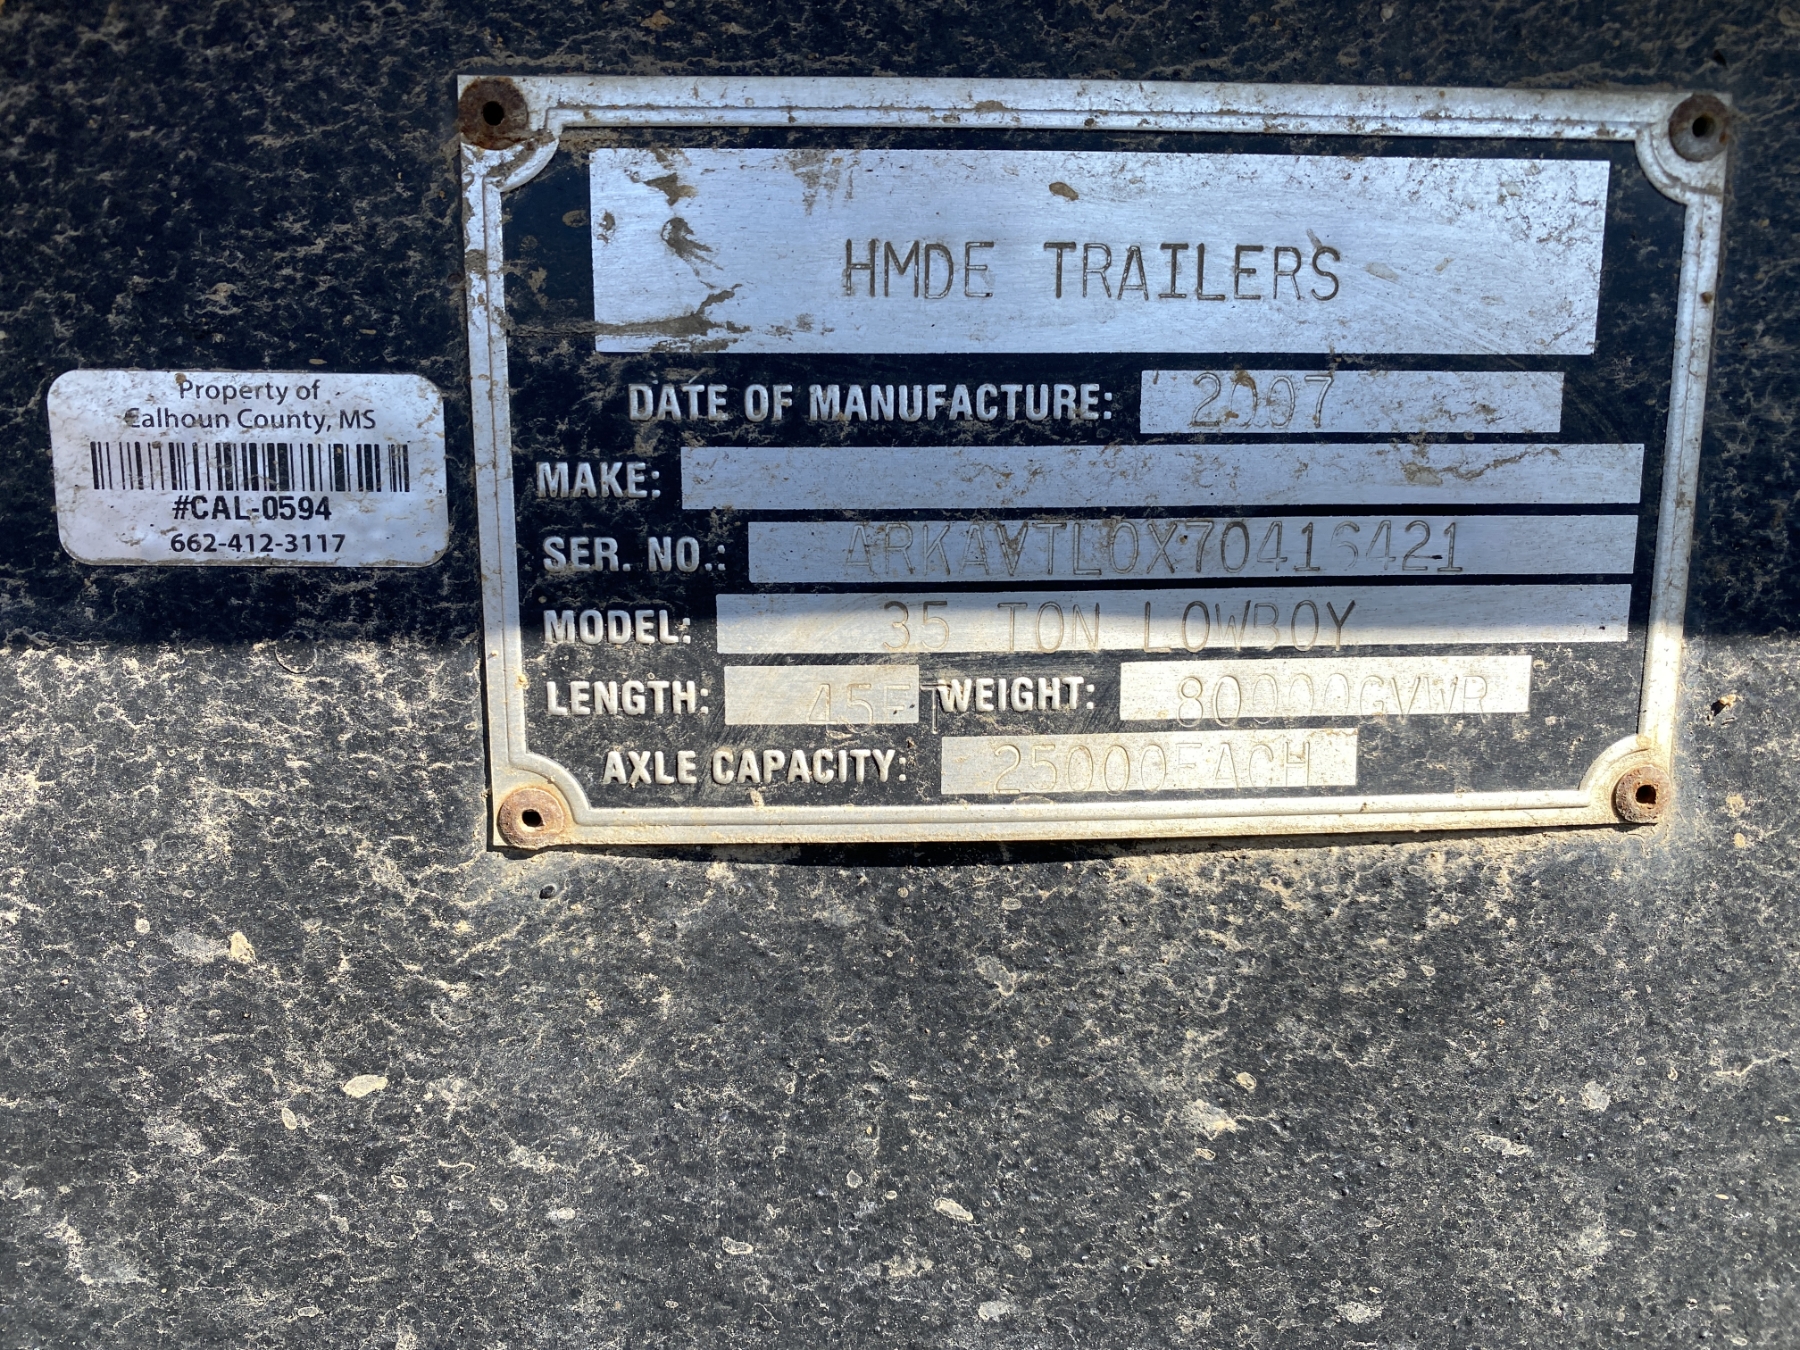 HMDE TRAILERS
DATE OF MANUFACTURE: 2007
MAKE:
SER. NO.: ARKAVTL0X70416421
MODEL: 35 TON LOWBOY
LENGTH: 45FT WEIGHT: 80000GVWR
AXLE CAPACITY: 25000EACH
Property of
Calhoun County, MS
#CAL-0594
662-412-3117